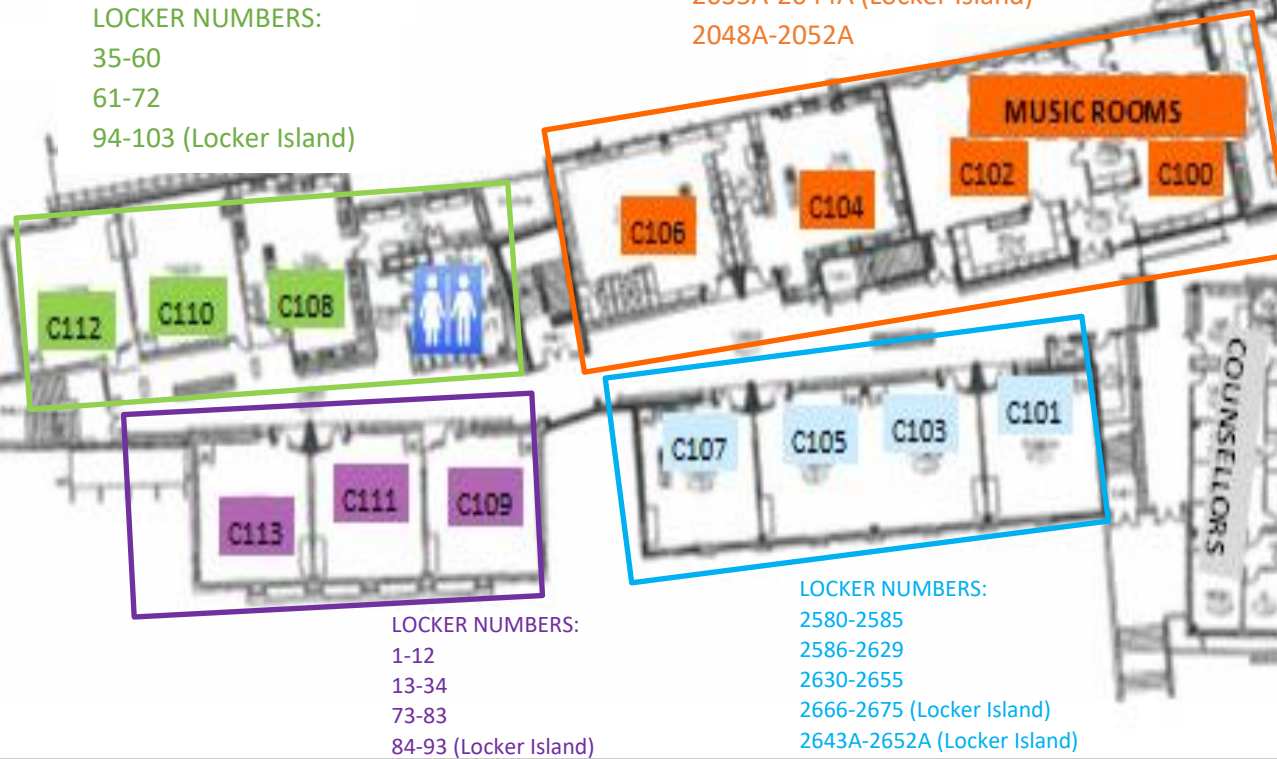 LOCKER NUMBERS:
35-60
61-72
94-103 (Locker Island)
2048A-2052A
MUSIC ROOMS
C102
C100
C104
C106
C108
C110
C112
C101
C103
C105
C107
COUNSELLORS
C109
C111
C113
LOCKER NUMBERS:
1-12
13-34
73-83
84-93 (Locker Island)
LOCKER NUMBERS:
2580-2585
2586-2629
2630-2655
2666-2675 (Locker Island)
2643A-2652A (Locker Island)